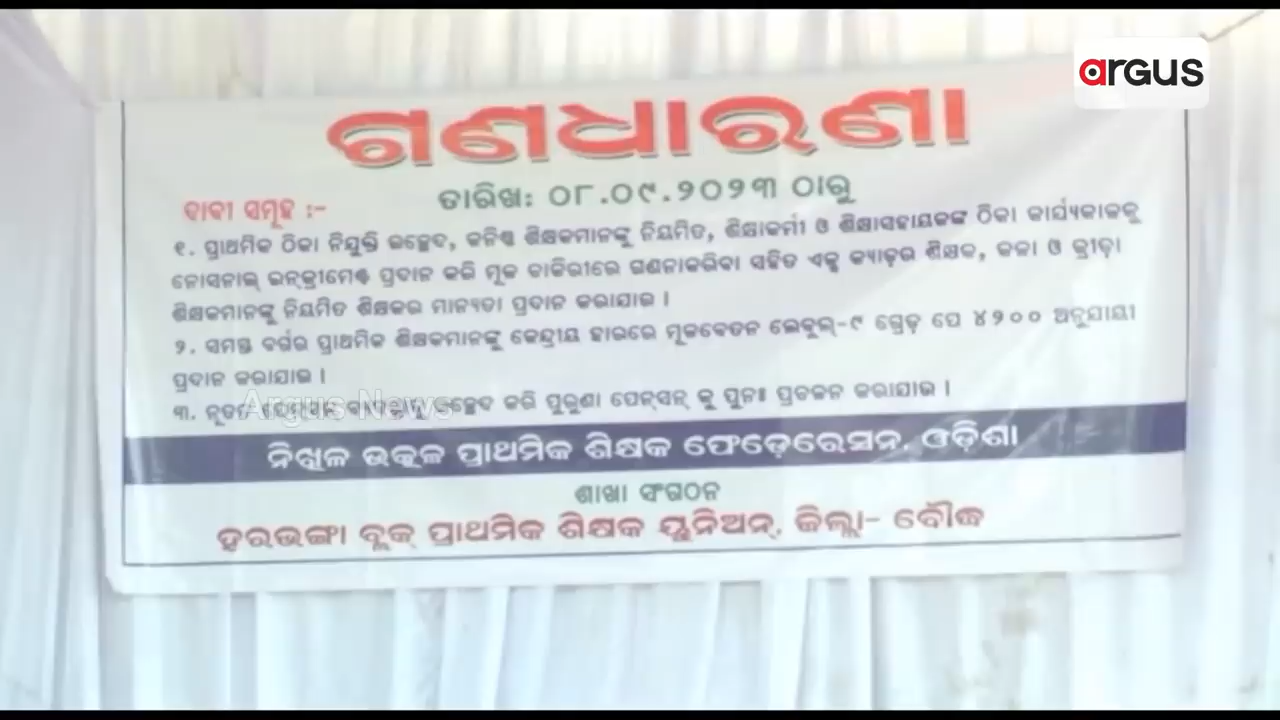 argus
ଗଣଧାରଣା
ତାରିଖ: ୦୮.୦୯.୨୦୨୩ ଠାରୁ
ଦାବୀ ସମୂହ :-
୧. ପ୍ରାଥମିକ ଠିକା ନିଯୁକ୍ତି ଉଚ୍ଛେଦ, କନିଷ୍ଠ ଶିକ୍ଷକମାନଙ୍କୁ ନିୟମିତ, ଶିକ୍ଷାକର୍ମୀ ଓ ଶିକ୍ଷାସହାୟକଙ୍କ ଠିକା କାର୍ଯ୍ୟକାଳକୁ
ନୋସନାଲ୍ ଇନକ୍ରୀମେଣ୍ଟ ପ୍ରଦାନ କରି ମୂଳ ଚାକିରୀରେ ଗଣନାକରିବା ସହିତ ଏକ୍ସ କ୍ୟାଡ଼ର ଶିକ୍ଷକ, କଳା ଓ କ୍ରୀଡ଼ା
ଶିକ୍ଷକମାନଙ୍କୁ ନିୟମିତ ଶିକ୍ଷକର ମାନ୍ୟତା ପ୍ରଦାନ କରାଯାଉ ।
୨. ସମସ୍ତ ବର୍ଗର ପ୍ରାଥମିକ ଶିକ୍ଷକମାନଙ୍କୁ କେନ୍ଦ୍ରୀୟ ହାରରେ ମୂଳବେତନ ଲେବୁଲ୍-୯ ଗ୍ରେଡ଼ ପେ ୪୨୦୦ ଅନୁଯାୟୀ
ପ୍ରଦାନ କରାଯାଉ ।
୩. ନୂତନ ପେନସନ ଉଚ୍ଛେଦ କରି ପୁରୁଣା ପେନ୍‌ସନ୍ କୁ ପୁନଃ ପ୍ରଚଳନ କରାଯାଉ ।
Argus News
ନିଖିଳ ଉତ୍କଳ ପ୍ରାଥମିକ ଶିକ୍ଷକ ଫେଡ଼େରେସନ, ଓଡ଼ିଶା
ଶାଖା ସଂଗଠନ
ହରଭଙ୍ଗା ବ୍ଲକ୍ ପ୍ରାଥମିକ ଶିକ୍ଷକ ୟୁନିଅନ୍, ଜିଲ୍ଲା- ବୌଦ୍ଧ